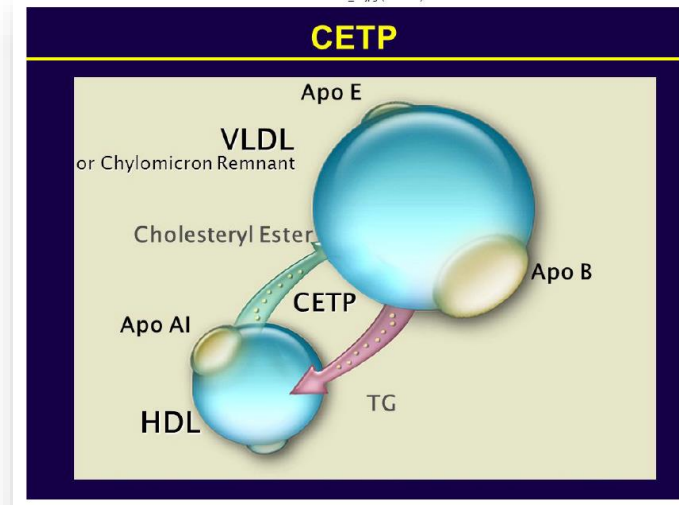 CETP
Apo E
VLDL
or Chylomicron Remnant
Cholesteryl Ester
Apo B
CETP
Apo AI
TG
HDL